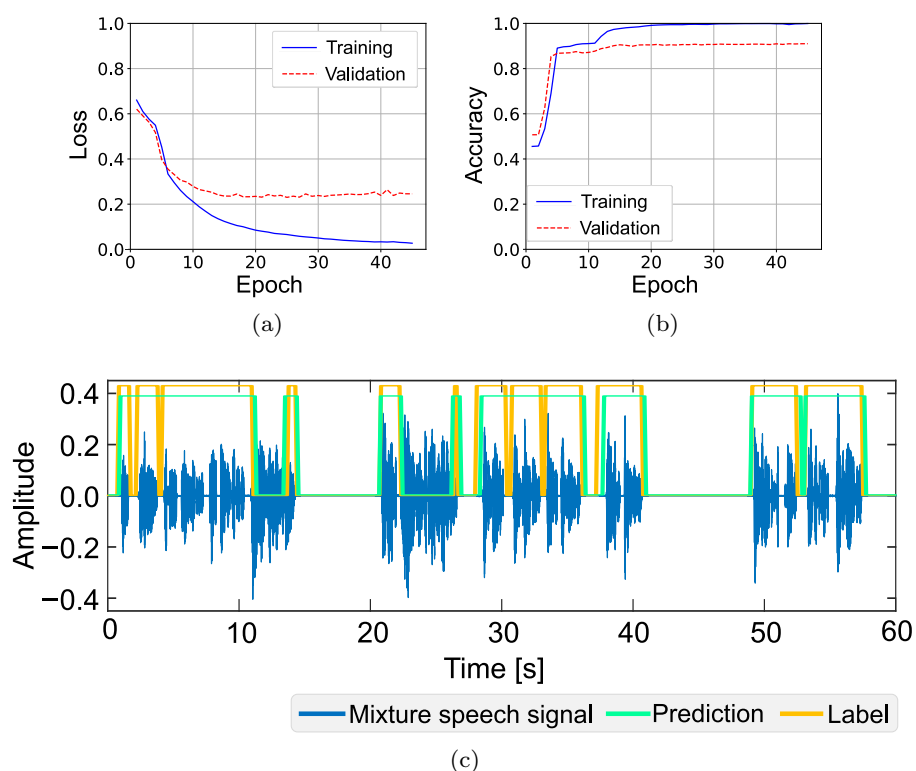 1.0
0.8
0.6
0.4
0.2
0.0
Loss
Training
Validation
0
10
20
30
40
Epoch
(a)
1.0
0.8
0.6
0.4
0.2
0.0
Accuracy
Training
Validation
0
10
20
30
40
Epoch
(b)
0.4
0.2
0.0
−0.2
−0.4
Amplitude
0
10
20
30
40
50
60
Time [s]
Mixture speech signal
Prediction
Label
(c)